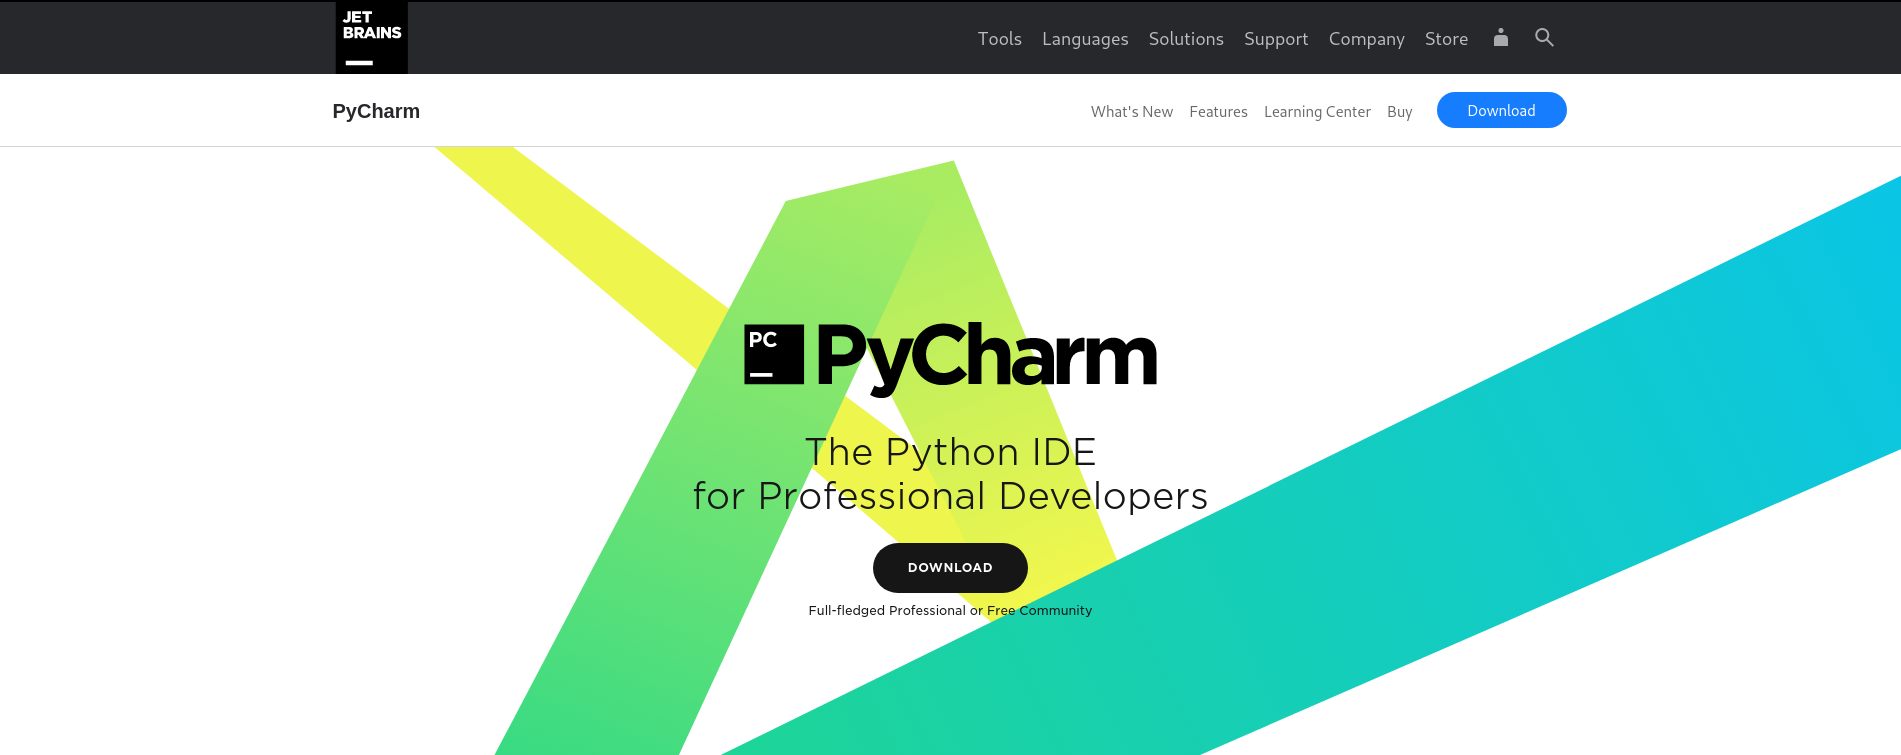 JET
BRAINS
Tools Languages Solutions Support Company Store
PyCharm
What's New Features Learning Center Buy Download
PC
PyCharm
The Python IDE
for Professional Developers
DOWNLOAD
Full-fledged Professional or Free Community